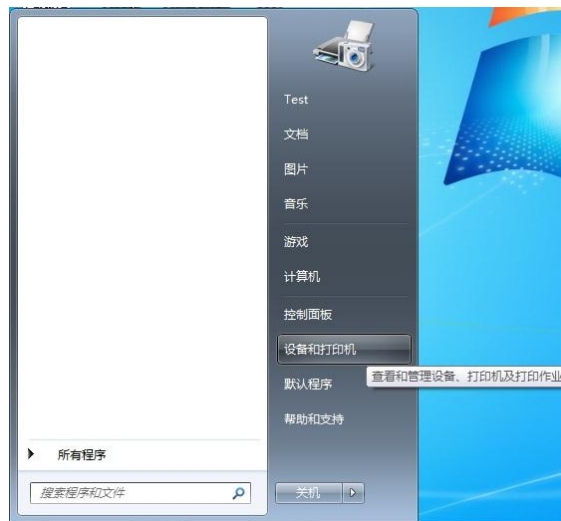 Test
文档
图片
音乐
游戏
计算机
控制面板
设备和打印机
查看和管理设备、打印机及打印作业
默认程序
帮助和支持
所有程序
搜索程序和文件
关机